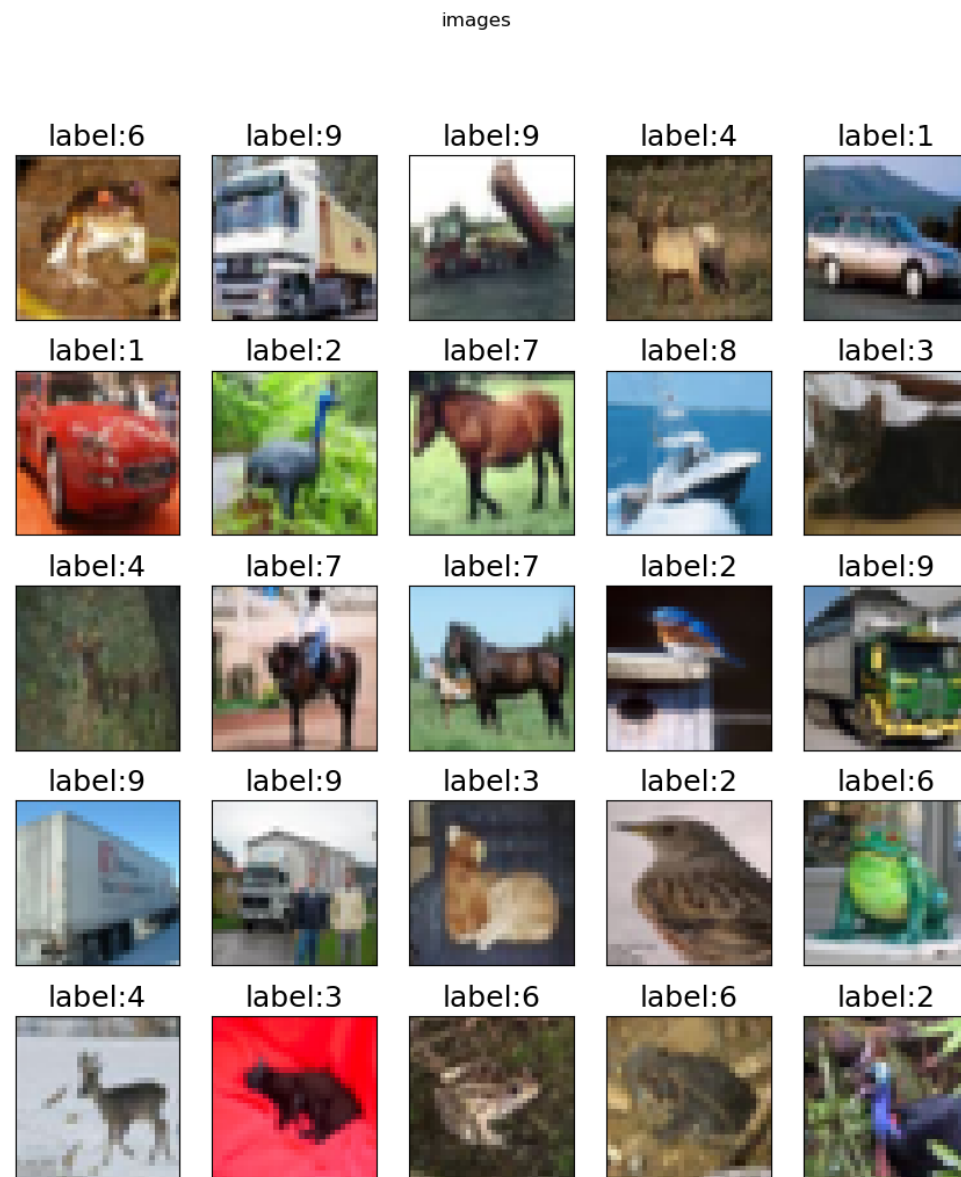 images
label:6 label:9 label:9 label:4 label:1
label:1 label:2 label:7 label:8 label:3
label:4 label:7 label:7 label:2 label:9
label:9 label:9 label:3 label:2 label:6
label:4 label:3 label:6 label:6 label:2